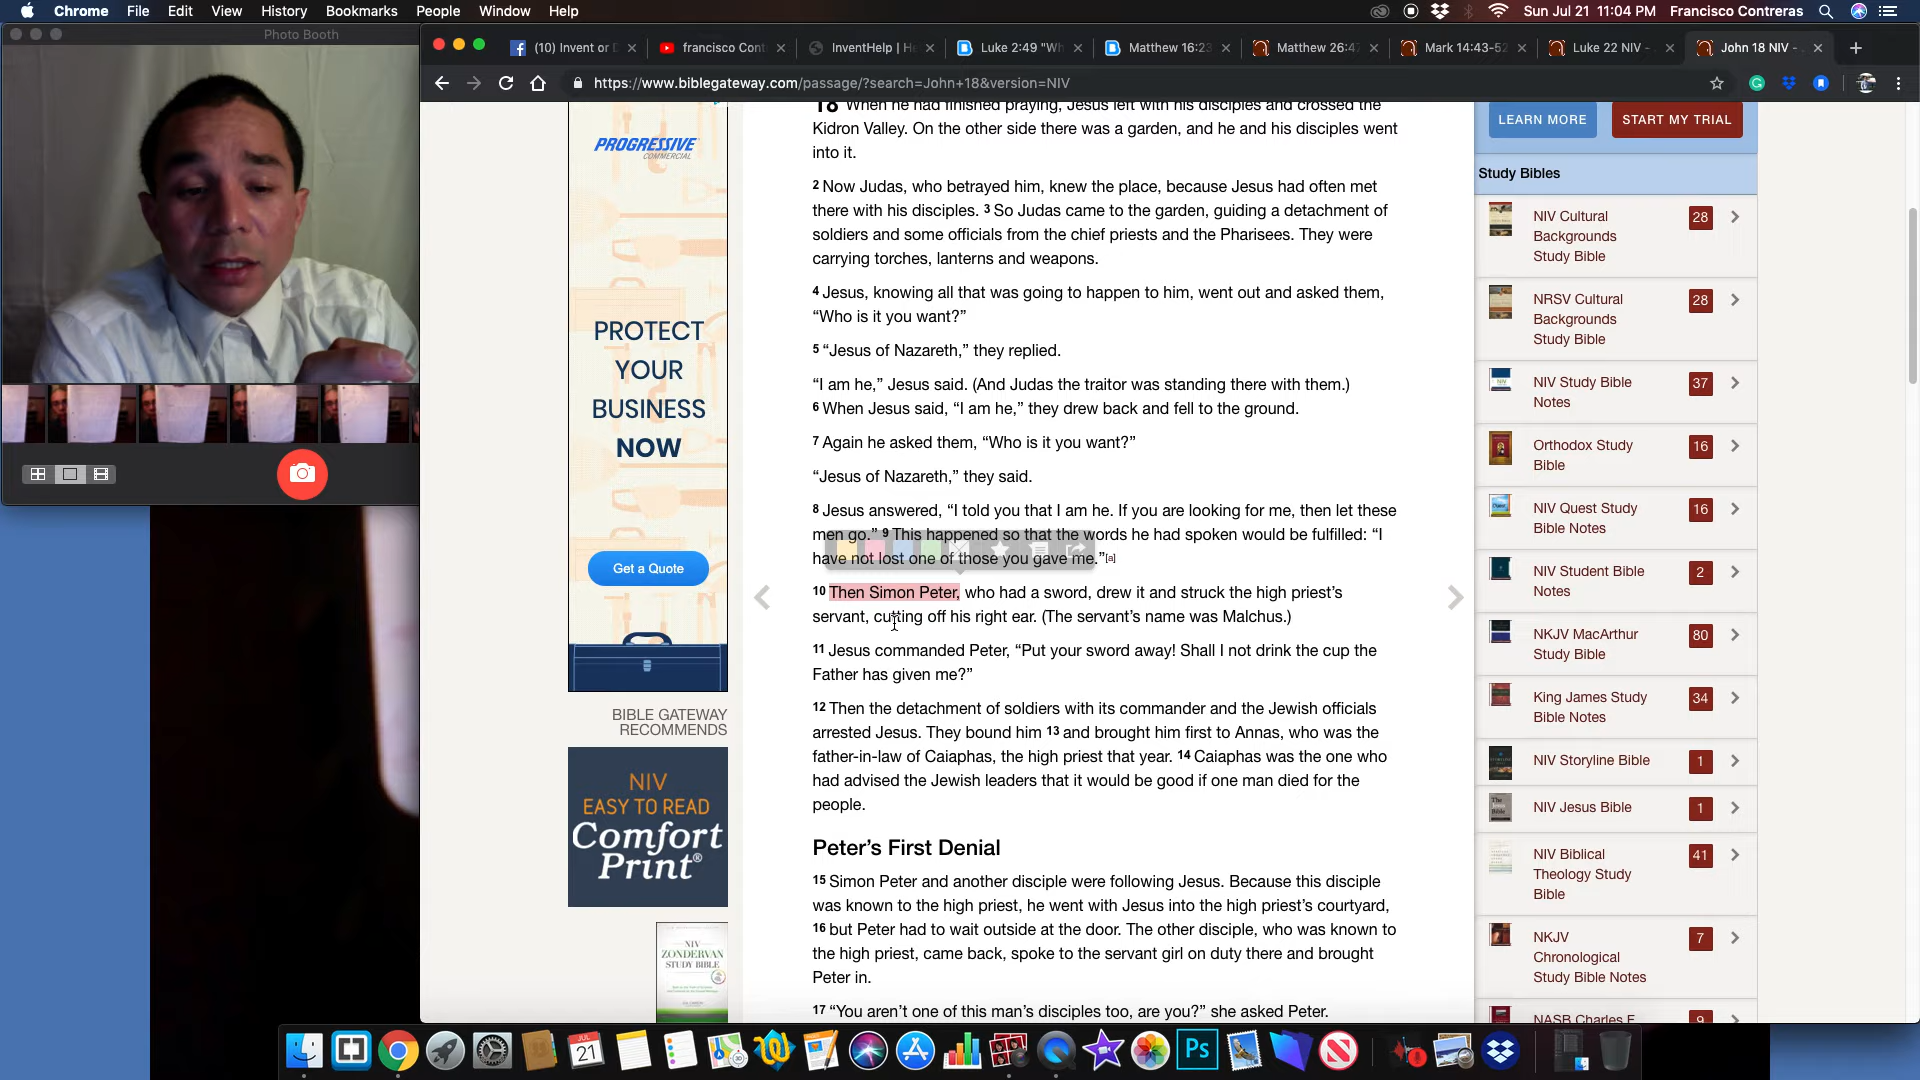 Chrome File Edit View History Bookmarks People Window Help
Sun Jul 21 11:04 PM Francisco Contreras
Photo Booth
(10) Invent or D
francisco Cont
InventHelp | He
Luke 2:49 "Wh
Matthew 16:23
Matthew 26:47
Mark 14:43-52
Luke 22 NIV -
John 18 NIV -
https://www.biblegateway.com/passage/?search=John+18&version=NIV
PROGRESSIVE
COMMERCIAL
PROTECT
YOUR
BUSINESS
NOW
Get a Quote
BIBLE GATEWAY
RECOMMENDS
NIV
EASY TO READ
Comfort
Print®
NIV
ZONDERVAN
STUDY BIBLE
18 When he had finished praying, Jesus left with his disciples and crossed the
Kidron Valley. On the other side there was a garden, and he and his disciples went
into it.
2 Now Judas, who betrayed him, knew the place, because Jesus had often met
there with his disciples. 3 So Judas came to the garden, guiding a detachment of
soldiers and some officials from the chief priests and the Pharisees. They were
carrying torches, lanterns and weapons.
4 Jesus, knowing all that was going to happen to him, went out and asked them,
“Who is it you want?”
5 “Jesus of Nazareth,” they replied.
“I am he,” Jesus said. (And Judas the traitor was standing there with them.)
6 When Jesus said, “I am he,” they drew back and fell to the ground.
7 Again he asked them, “Who is it you want?”
“Jesus of Nazareth,” they said.
8 Jesus answered, “I told you that I am he. If you are looking for me, then let these
men go.” 9 This happened so that the words he had spoken would be fulfilled: “I
have not lost one of those you gave me.”[a]
10 Then Simon Peter, who had a sword, drew it and struck the high priest’s
servant, cutting off his right ear. (The servant’s name was Malchus.)
11 Jesus commanded Peter, “Put your sword away! Shall I not drink the cup the
Father has given me?”
12 Then the detachment of soldiers with its commander and the Jewish officials
arrested Jesus. They bound him 13 and brought him first to Annas, who was the
father-in-law of Caiaphas, the high priest that year. 14 Caiaphas was the one who
had advised the Jewish leaders that it would be good if one man died for the
people.
Peter’s First Denial
15 Simon Peter and another disciple were following Jesus. Because this disciple
was known to the high priest, he went with Jesus into the high priest’s courtyard,
16 but Peter had to wait outside at the door. The other disciple, who was known to
the high priest, came back, spoke to the servant girl on duty there and brought
Peter in.
17 “You aren’t one of this man’s disciples too, are you?” she asked Peter.
LEARN MORE
START MY TRIAL
Study Bibles
NIV Cultural
Backgrounds
Study Bible
28
NRSV Cultural
Backgrounds
Study Bible
28
NIV Study Bible
Notes
37
Orthodox Study
Bible
16
NIV Quest Study
Bible Notes
16
NIV Student Bible
Notes
2
NKJV MacArthur
Study Bible
80
King James Study
Bible Notes
34
NIV Storyline Bible
1
NIV Jesus Bible
1
NIV Biblical
Theology Study
Bible
41
NKJV
Chronological
Study Bible Notes
7
NASB Charles F.
9
JUL
21
Ps